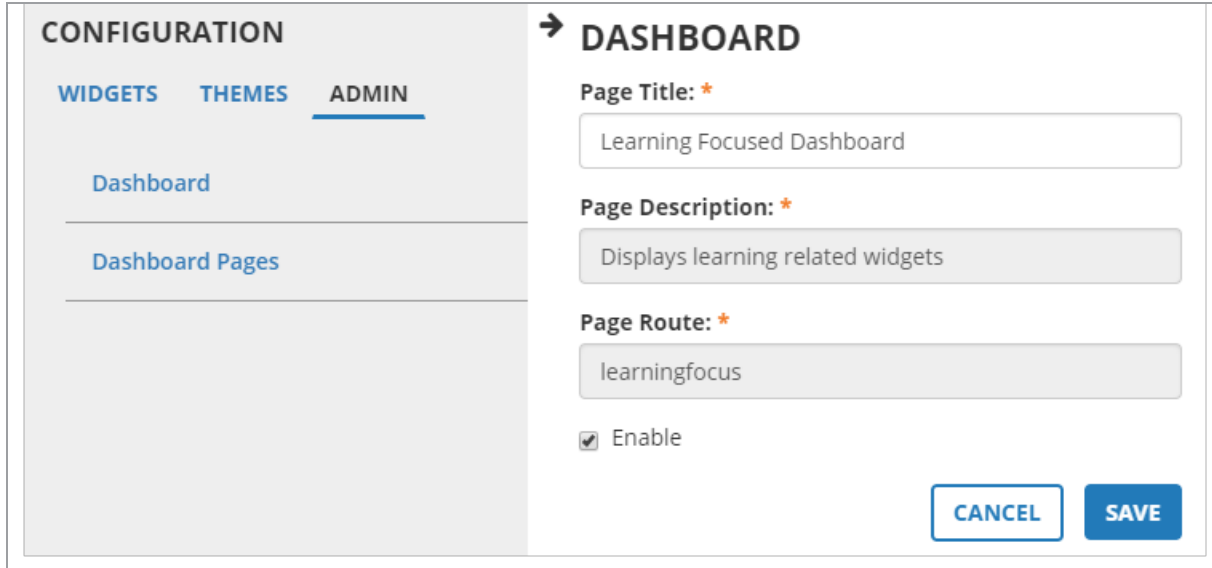 CONFIGURATION
WIDGETS THEMES ADMIN
Dashboard
Dashboard Pages
DASHBOARD
Page Title: *
Learning Focused Dashboard
Page Description: *
Displays learning related widgets
Page Route: *
learningfocus
Enable
CANCEL SAVE